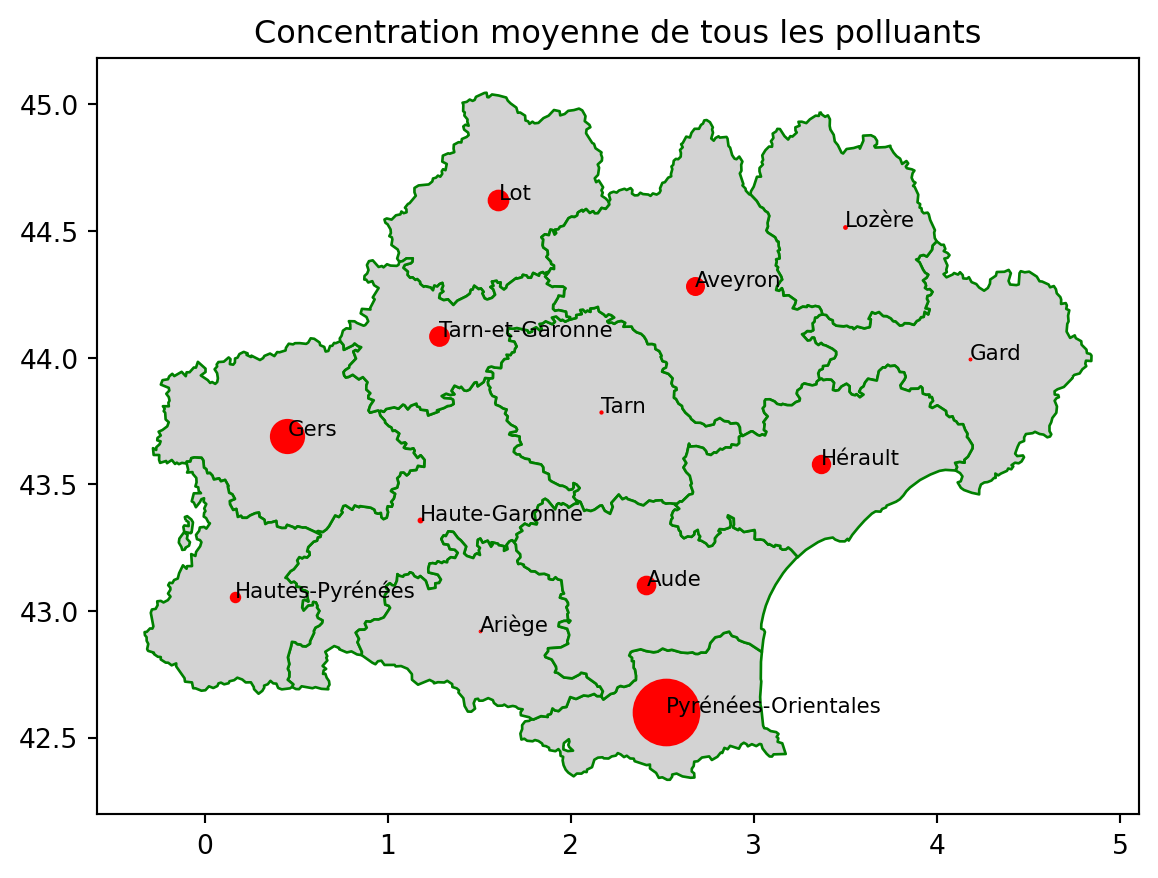 Concentration moyenne de tous les polluants
45.0
44.5
44.0
43.5
43.0
42.5
Lot
Lozère
Aveyron
Tarn-et-Garonne
Gard
Tarn
Gers
Hérault
Haute-Garonne
Hautes-Pyrénées
Aude
Ariège
Pyrénées-Orientales
0 1 2 3 4 5